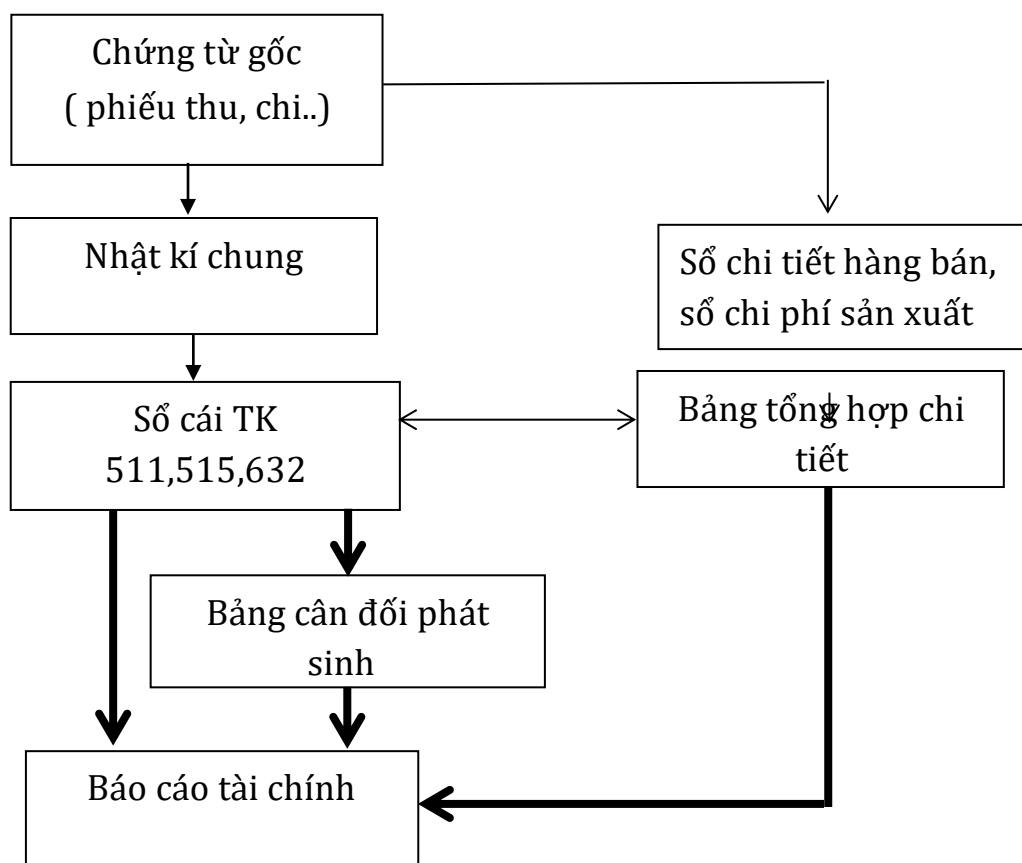 Chứng từ gốc
( phiếu thu, chi..)
Nhật kí chung
Sổ chi tiết hàng bán,
sổ chi phí sản xuất
Sổ cái TK
511,515,632
Bảng tổng hợp chi
tiết
Bảng cân đối phát
sinh
Báo cáo tài chính